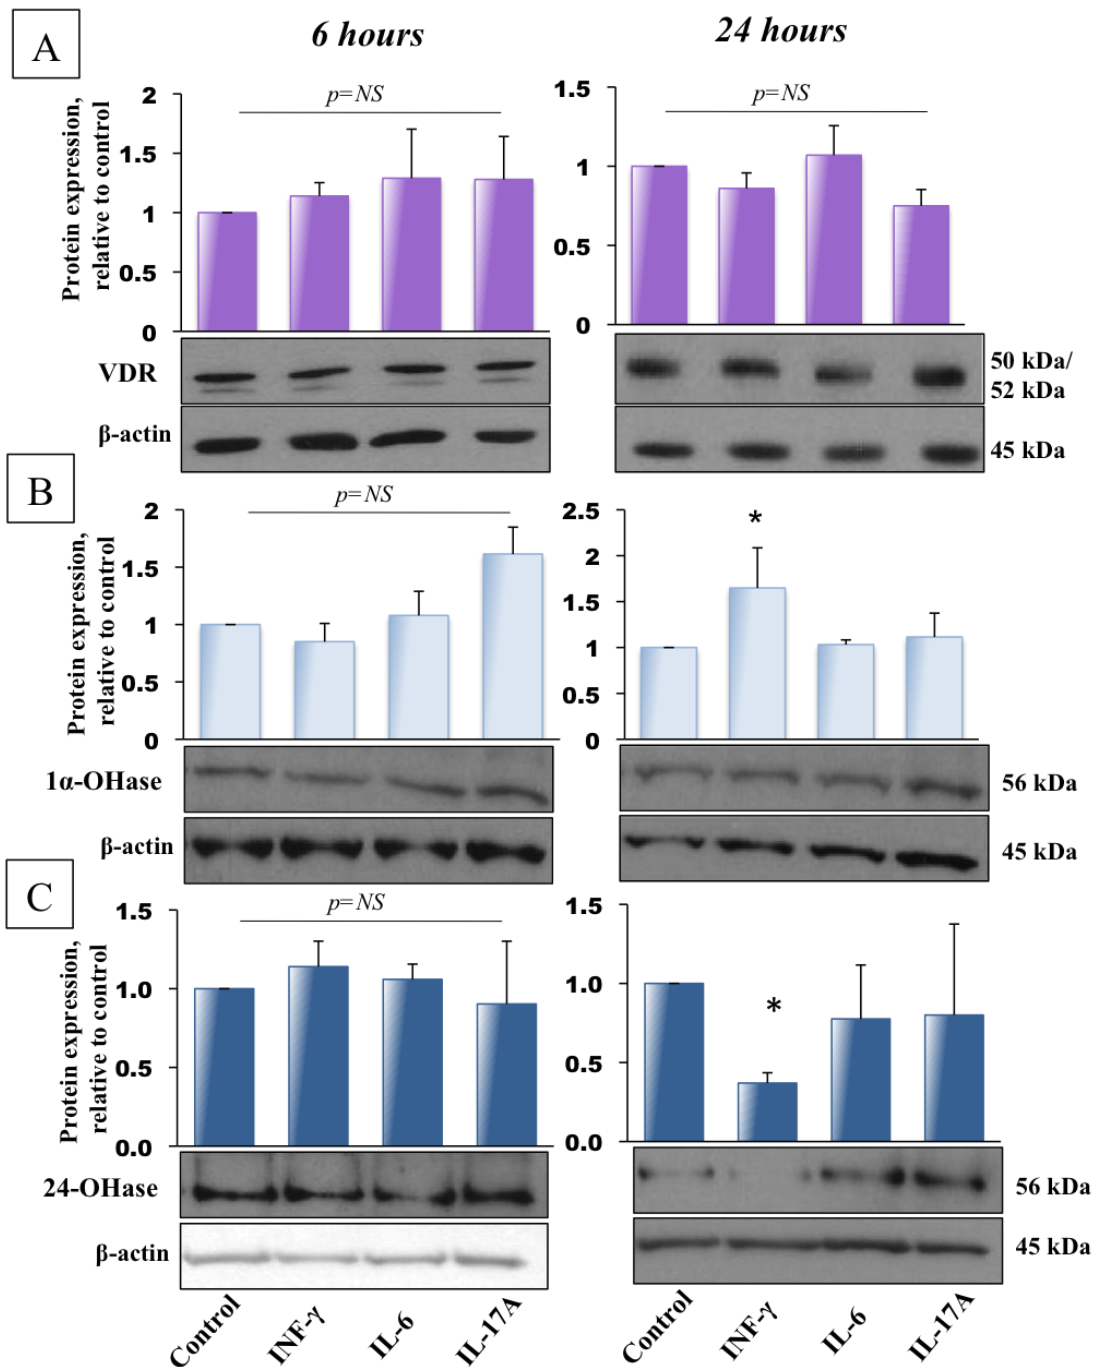 A
6 hours
24 hours
Protein expression,
relative to control
2
1.5
1
0.5
0
p=NS
1.5
1
0.5
0
p=NS
VDR
50 kDa/
52 kDa
β-actin
45 kDa
B
Protein expression,
relative to control
2
1.5
1
0.5
0
p=NS
2.5
2
1.5
1
0.5
0
*
1α-OHase
56 kDa
β-actin
45 kDa
C
Protein expression,
relative to control
1.5
1.0
0.5
0.0
p=NS
1.5
1.0
0.5
0.0
*
24-OHase
56 kDa
β-actin
45 kDa
Control
INF-γ
IL-6
IL-17A
Control
INF-γ
IL-6
IL-17A